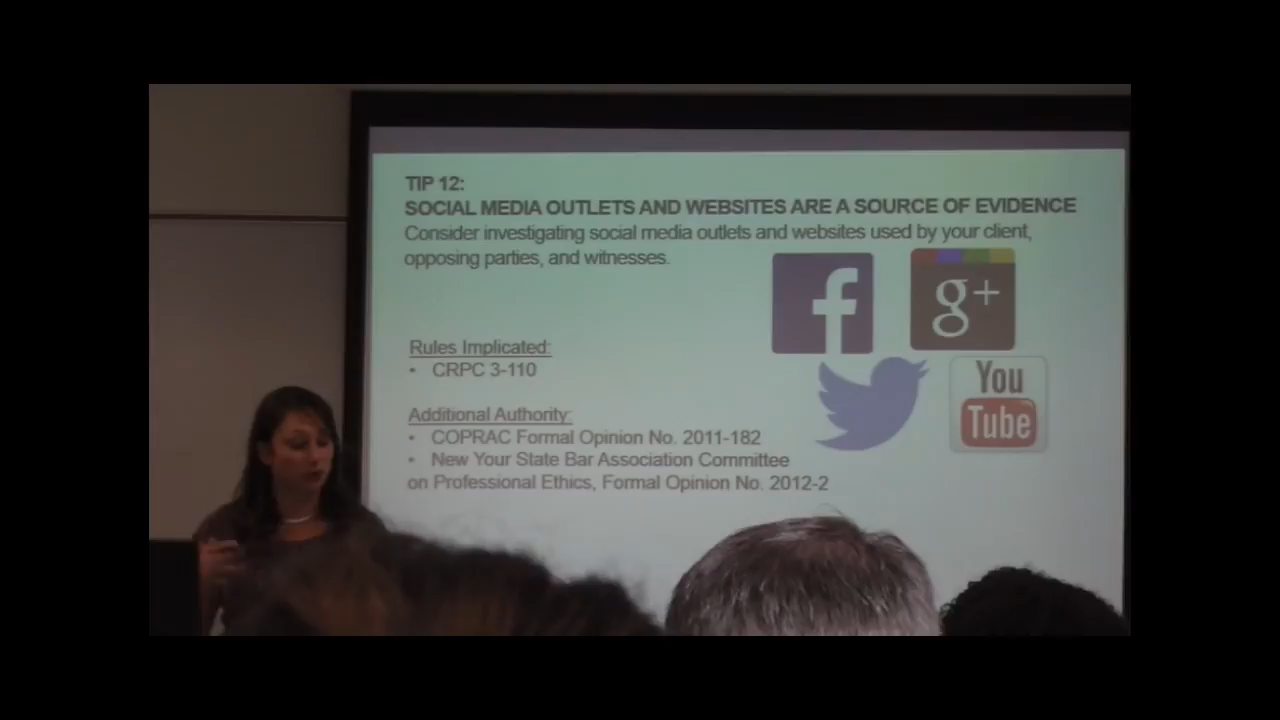 TIP 12:
SOCIAL MEDIA OUTLETS AND WEBSITES ARE A SOURCE OF EVIDENCE
Consider investigating social media outlets and websites used by your client,
opposing parties, and witnesses.
f
g+
You
Tube
Rules Implicated:
• CRPC 3-110
Additional Authority:
• COPRAC Formal Opinion No. 2011-182
• New Your State Bar Association Committee
on Professional Ethics, Formal Opinion No. 2012-2